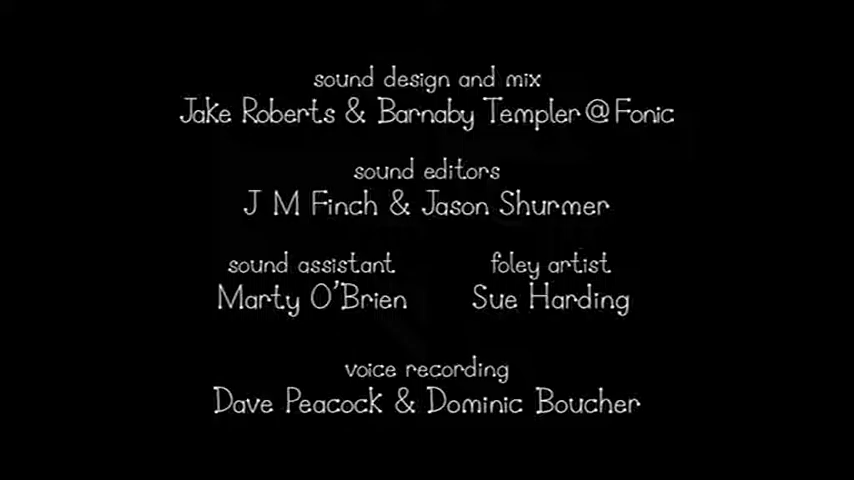 sound design and mix
Jake Roberts & Barnaby Templer@Fonic
sound editors
J M Finch & Jason Shurmer
sound assistant
Marty O'Brien
foley artist
Sue Harding
voice recording
Dave Peacock & Dominic Boucher